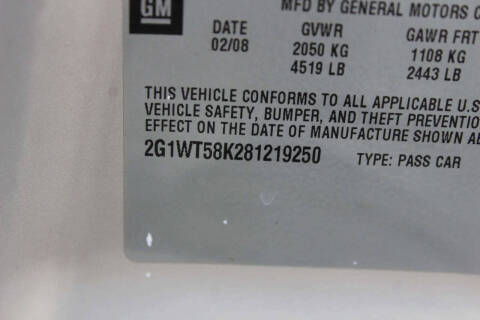 GM
MFD BY GENERAL MOTORS C
DATE GVWR GAWR FRT
02/08 2050 KG 1108 KG
4519 LB 2443 LB
THIS VEHICLE CONFORMS TO ALL APPLICABLE U.S
VEHICLE SAFETY, BUMPER, AND THEFT PREVENTIO
EFFECT ON THE DATE OF MANUFACTURE SHOWN A
2G1WT58K281219250 TYPE: PASS CAR